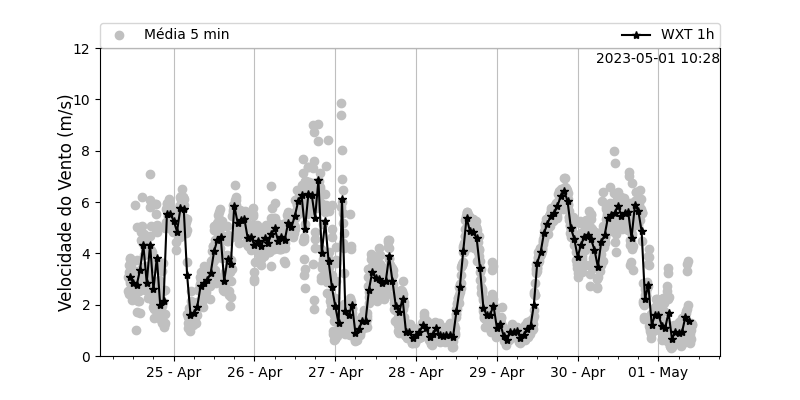 Média 5 min
WXT 1h
2023-05-01 10:28
Velocidade do Vento (m/s)
12
10
8
6
4
2
0
25 - Apr
26 - Apr
27 - Apr
28 - Apr
29 - Apr
30 - Apr
01 - May